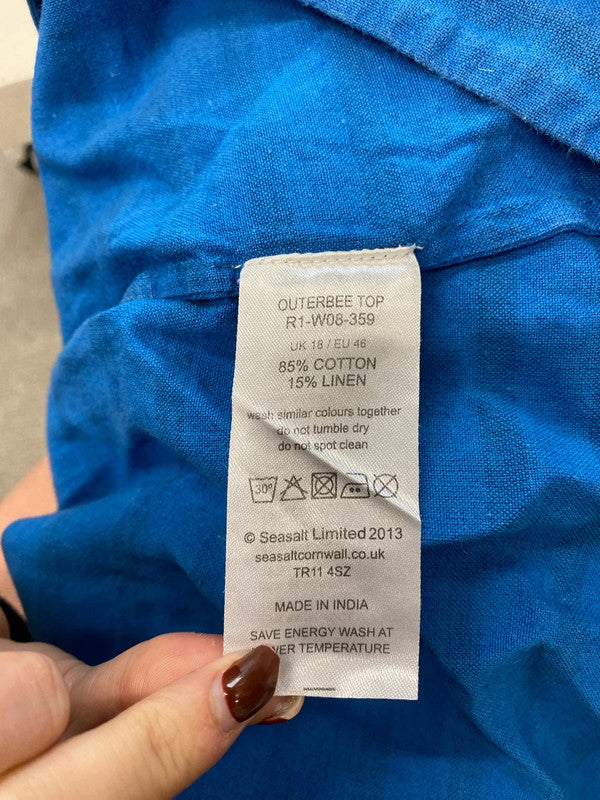 OUTERBEE TOP
R1-W08-359
UK 18 / EU 46
85% COTTON
15% LINEN
wash similar colours together
do not tumble dry
do not spot clean
30°
© Seasalt Limited 2013
seasaltcornwall.co.uk
TR11 4SZ
MADE IN INDIA
SAVE ENERGY WASH AT
TEMPERATURE